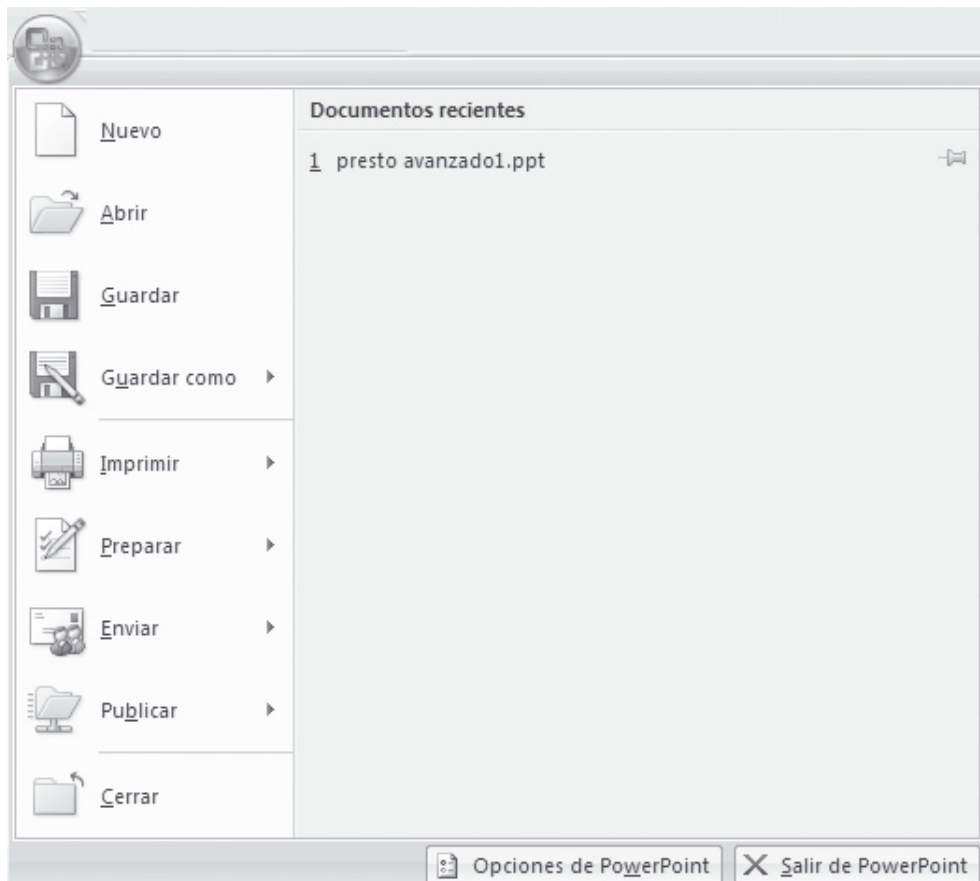 Nuevo
Abrir
Guardar
Guardar como
Imprimir
Preparar
Enviar
Publicar
Cerrar
Documentos recientes
1 presto avanzado1.ppt
Opciones de PowerPoint
Salir de PowerPoint